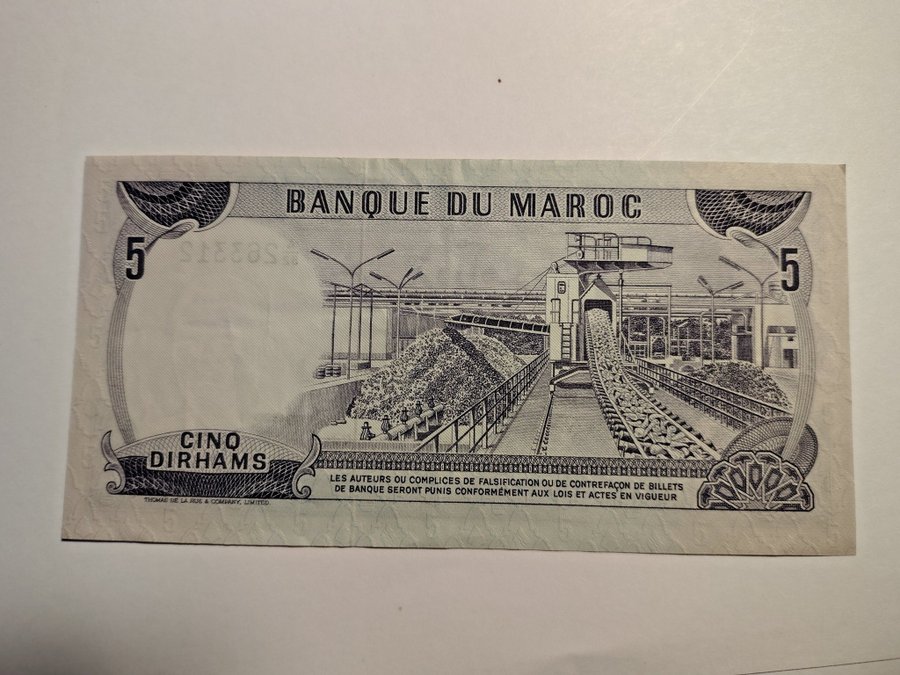 BANQUE DU MAROC
5
5
CINQ
DIRHAMS
LES AUTEURS OU COMPLICES DE FALSIFICATION OU DE CONTREFAÇON DE BILLETS
DE BANQUE SERONT PUNIS CONFORMÉMENT AUX LOIS ET ACTES EN VIGUEUR
THOMAS DE LA RUE & COMPANY, LIMITED.